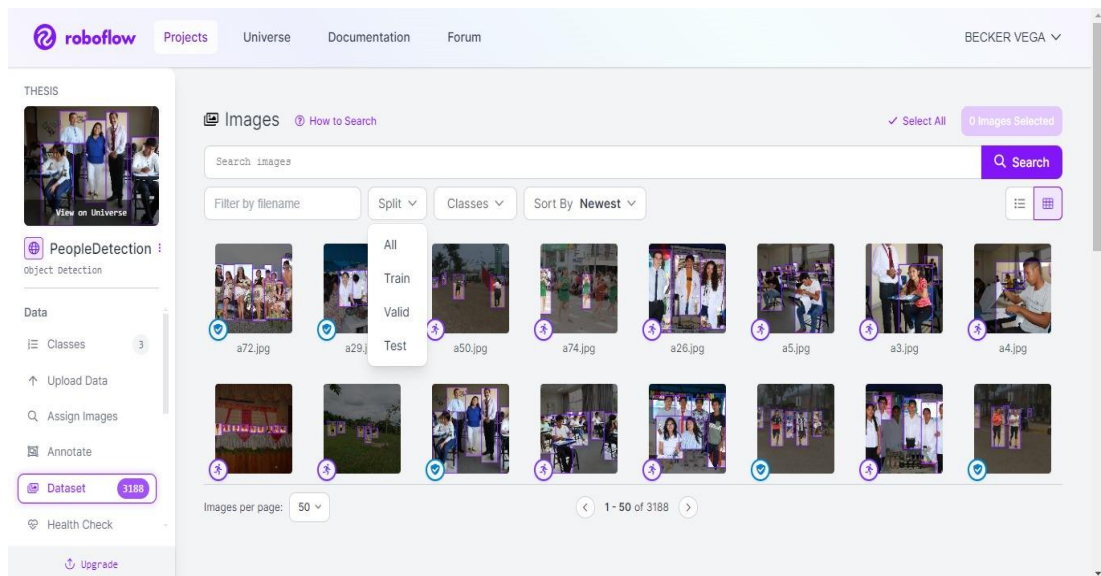 roboflow Projects Universe Documentation Forum BECKER VEGA
THESIS
View on Universe
PeopleDetection
Object Detection
Data
Classes 3
Upload Data
Search Images
Assign Images
Annotate
Dataset 3188
Health Check
Upgrade
Images How to Search Select All 0 Images Selected
Search images Search
Filter by filename Split Classes Sort By Newest
All
Train
Valid
Test
a72.jpg a29.j a50.jpg a74.jpg a26.jpg a5.jpg a3.jpg a4.jpg
Images per page: 50 1 - 50 of 3188